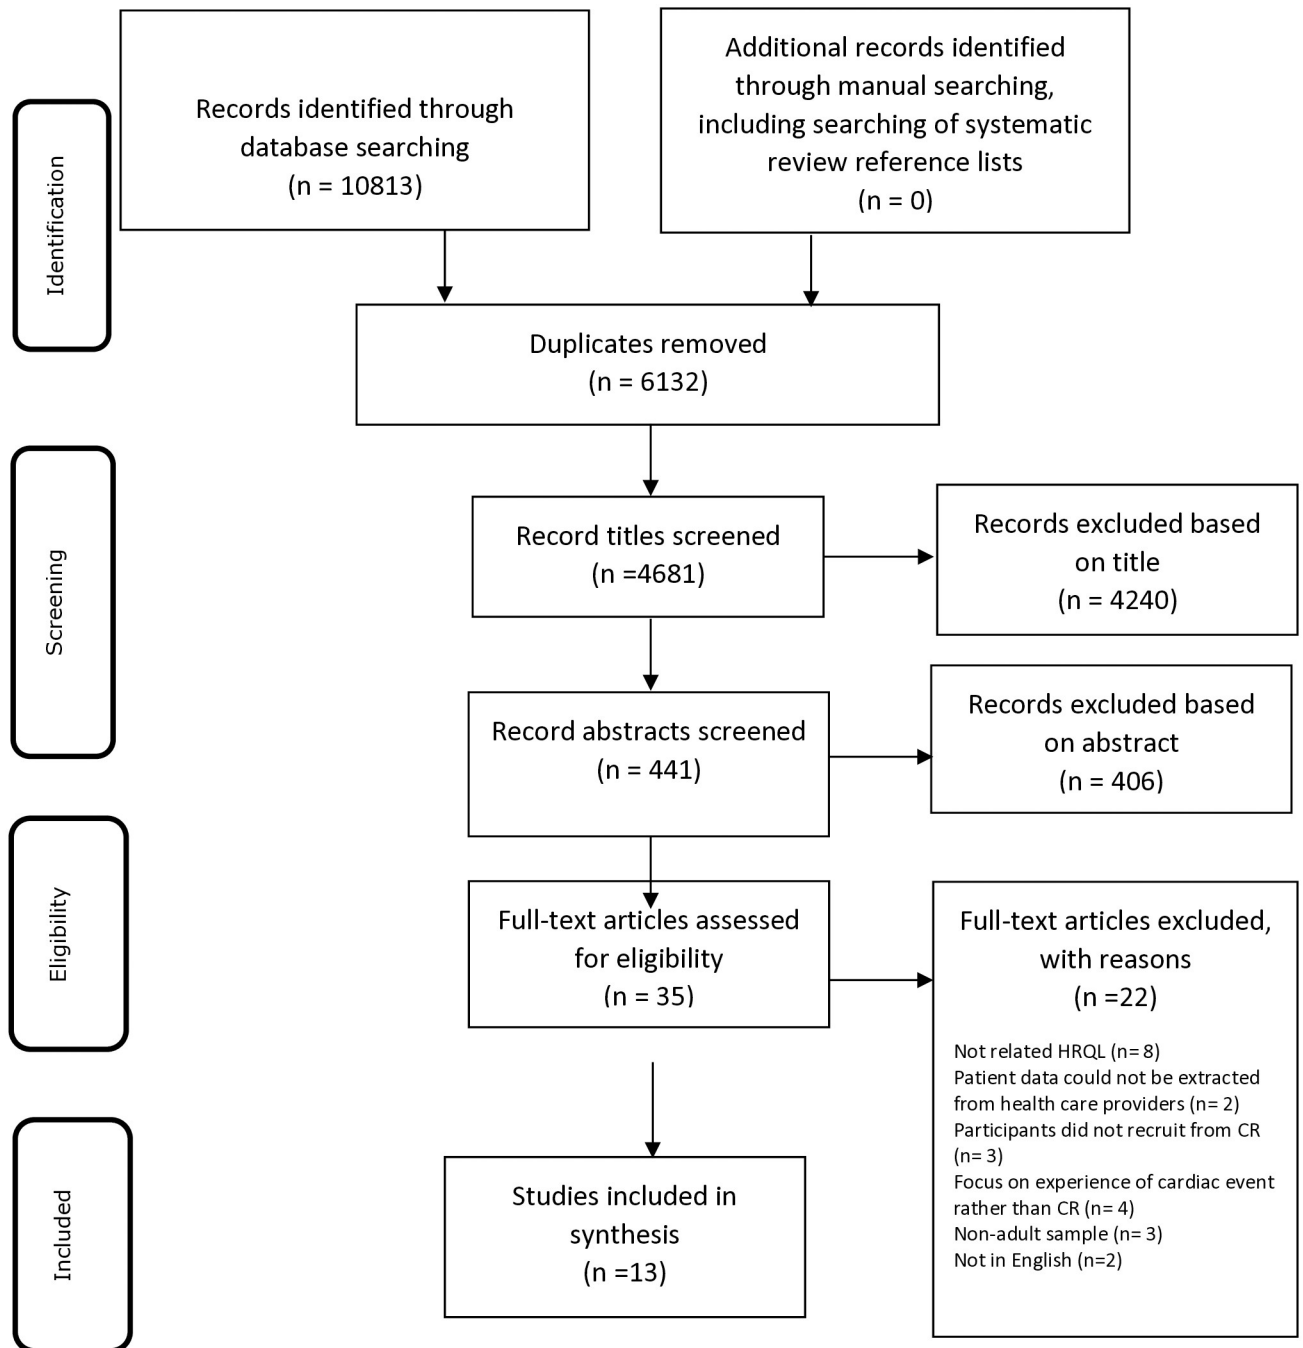 Identification
Records identified through
database searching
(n = 10813)
Additional records identified
through manual searching,
including searching of systematic
review reference lists
(n = 0)
Duplicates removed
(n = 6132)
Screening
Record titles screened
(n =4681)
Records excluded based
on title
(n = 4240)
Record abstracts screened
(n = 441)
Records excluded based
on abstract
(n = 406)
Eligibility
Full-text articles assessed
for eligibility
(n = 35)
Full-text articles excluded,
with reasons
(n =22)
Not related HRQL (n= 8)
Patient data could not be extracted
from health care providers (n= 2)
Participants did not recruit from CR
(n= 3)
Focus on experience of cardiac event
rather than CR (n= 4)
Non-adult sample (n= 3)
Not in English (n=2)
Included
Studies included in
synthesis
(n =13)